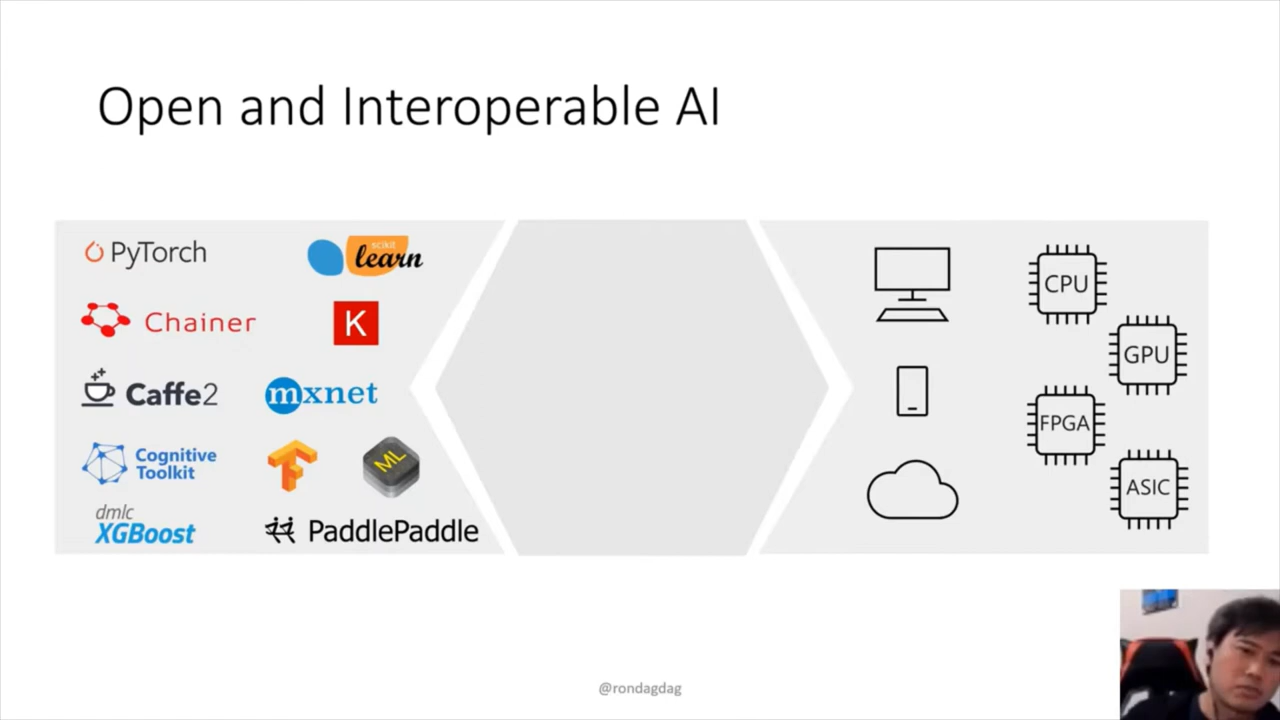 Open and Interoperable AI
PyTorch
scikit
learn
Chainer
K
Caffe2
mxnet
Cognitive
Toolkit
ML
dmlc
XGBoost
PaddlePaddle
CPU
GPU
FPGA
ASIC
@rondagdag